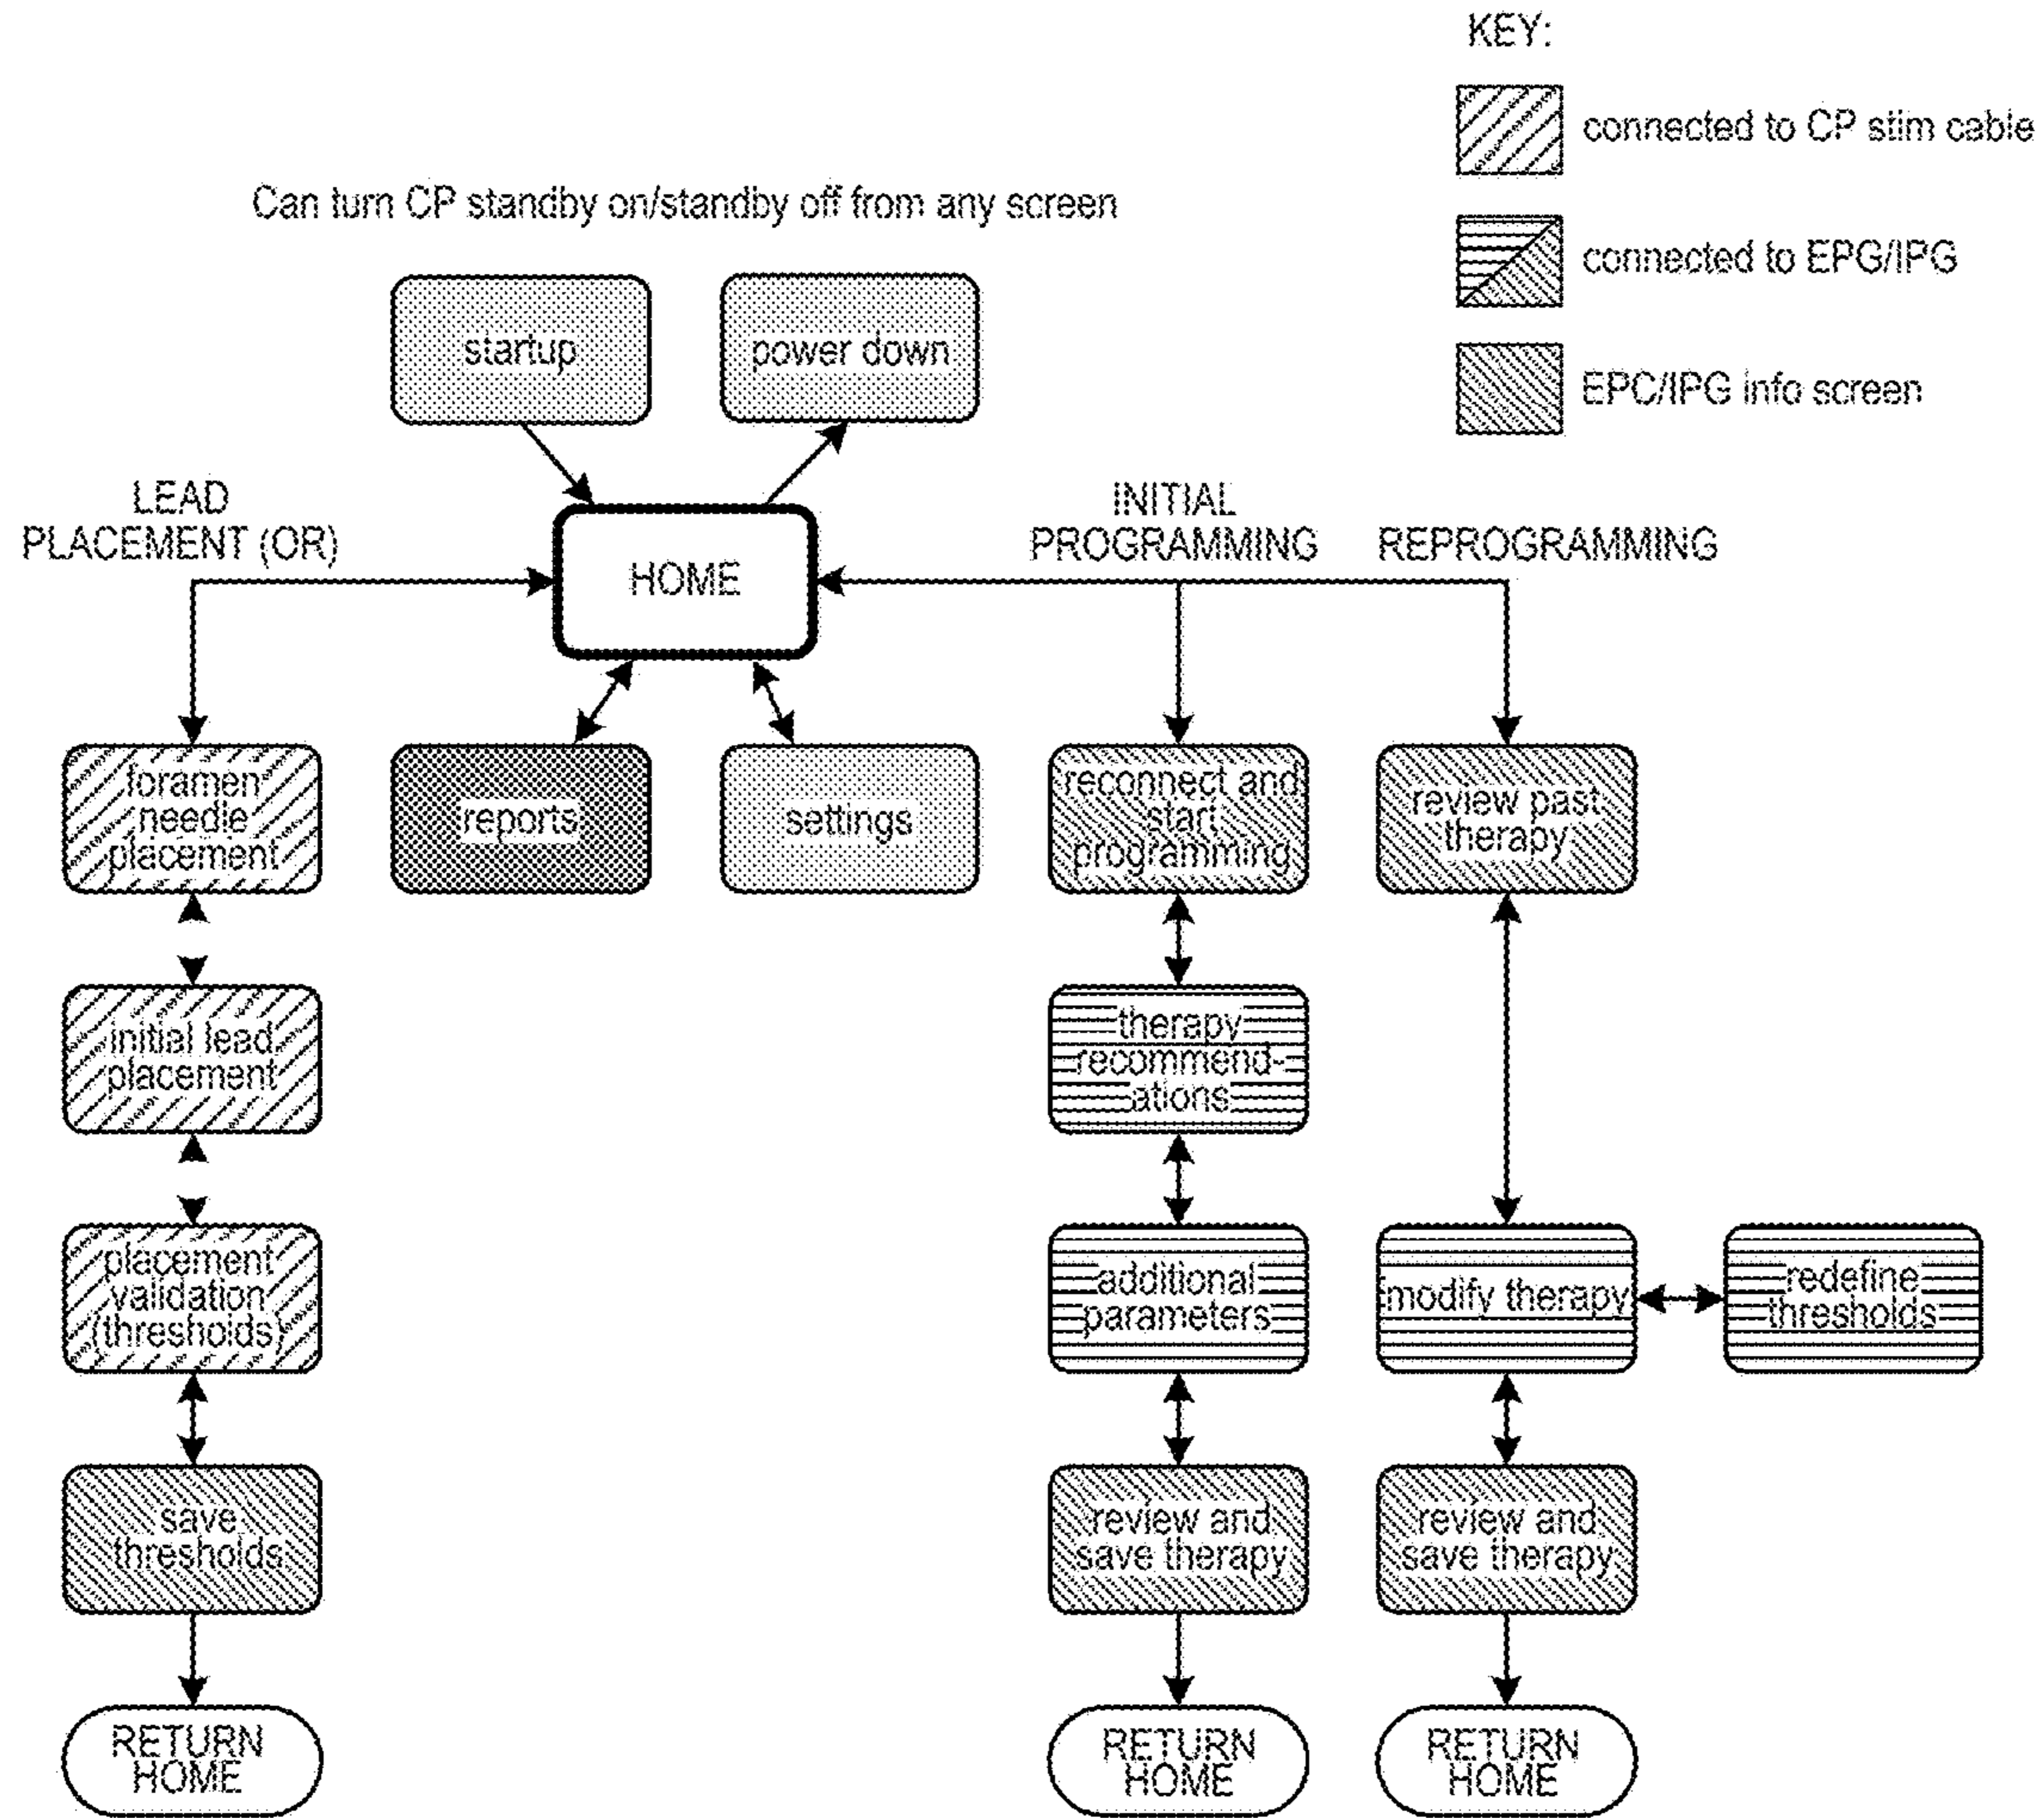 KEY:
connected to CP stim cable
connected to EPG/IPG
EPC/IPG info screen
Can turn CP standby on/standby off from any screen
startup
power down
LEAD
PLACEMENT (OR)
HOME
INITIAL
PROGRAMMING
REPROGRAMMING
foramen
needle
placement
reports
settings
reconnect and
start
programming
review past
therapy
initial lead
placement
therapy
recommend-
ations
placement
validation
(thresholds)
additional
parameters
modify therapy
redefine
thresholds
save
thresholds
review and
save therapy
review and
save therapy
RETURN
HOME
RETURN
HOME
RETURN
HOME